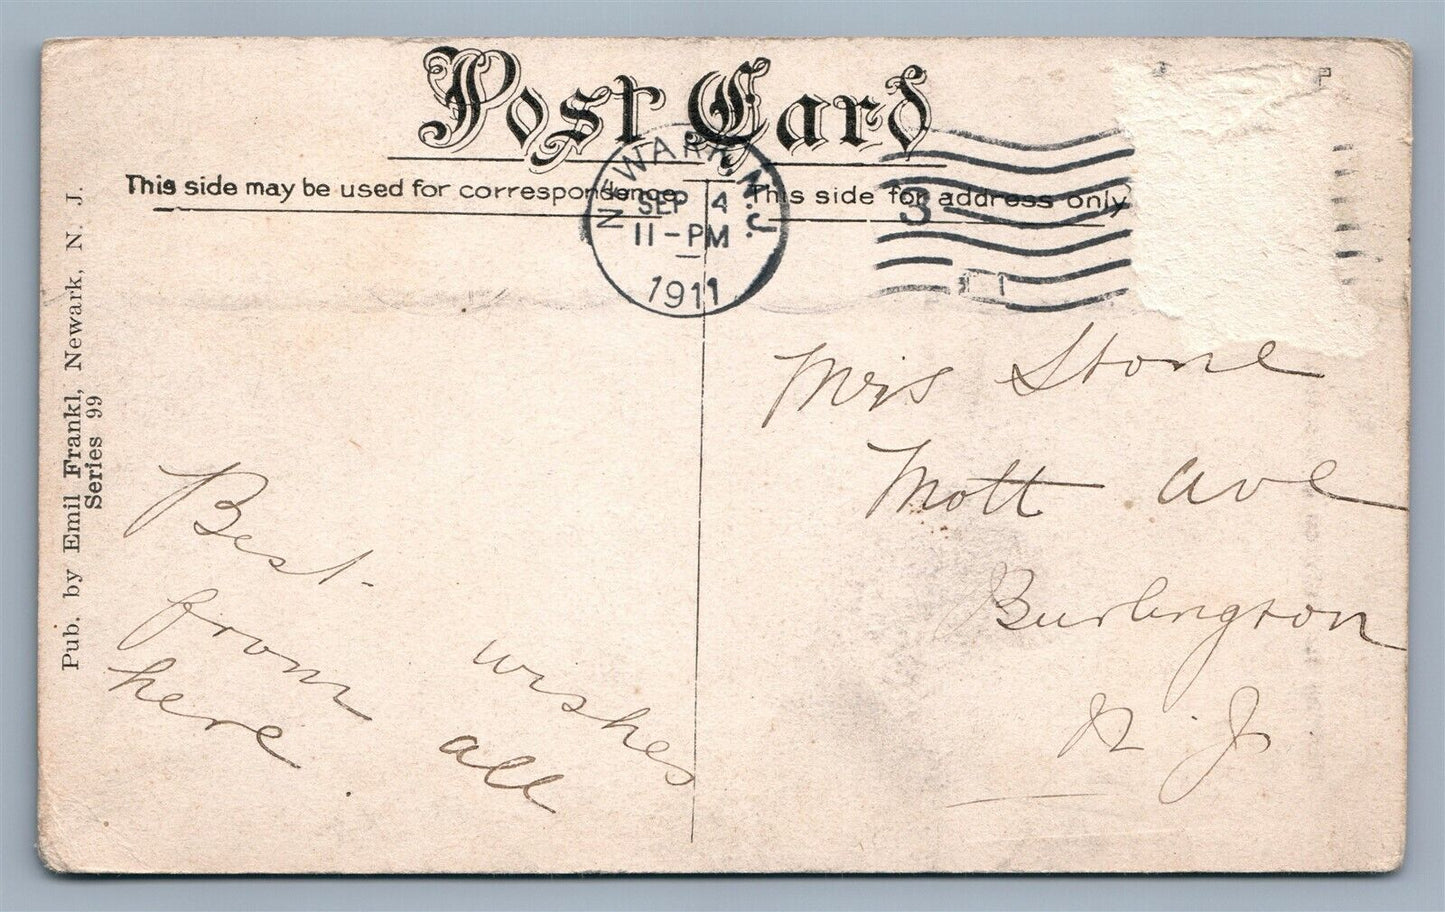 Post Card
This side may be used for correspondence
This side for address only
NEWARK, N.J.
SEP 4
11-PM
1911
3
Pub. by Emil Frankl, Newark, N. J.
Series 99
Mrs Stone
Mott Ave
Burlington
N. J.
Best wishes
from all
here